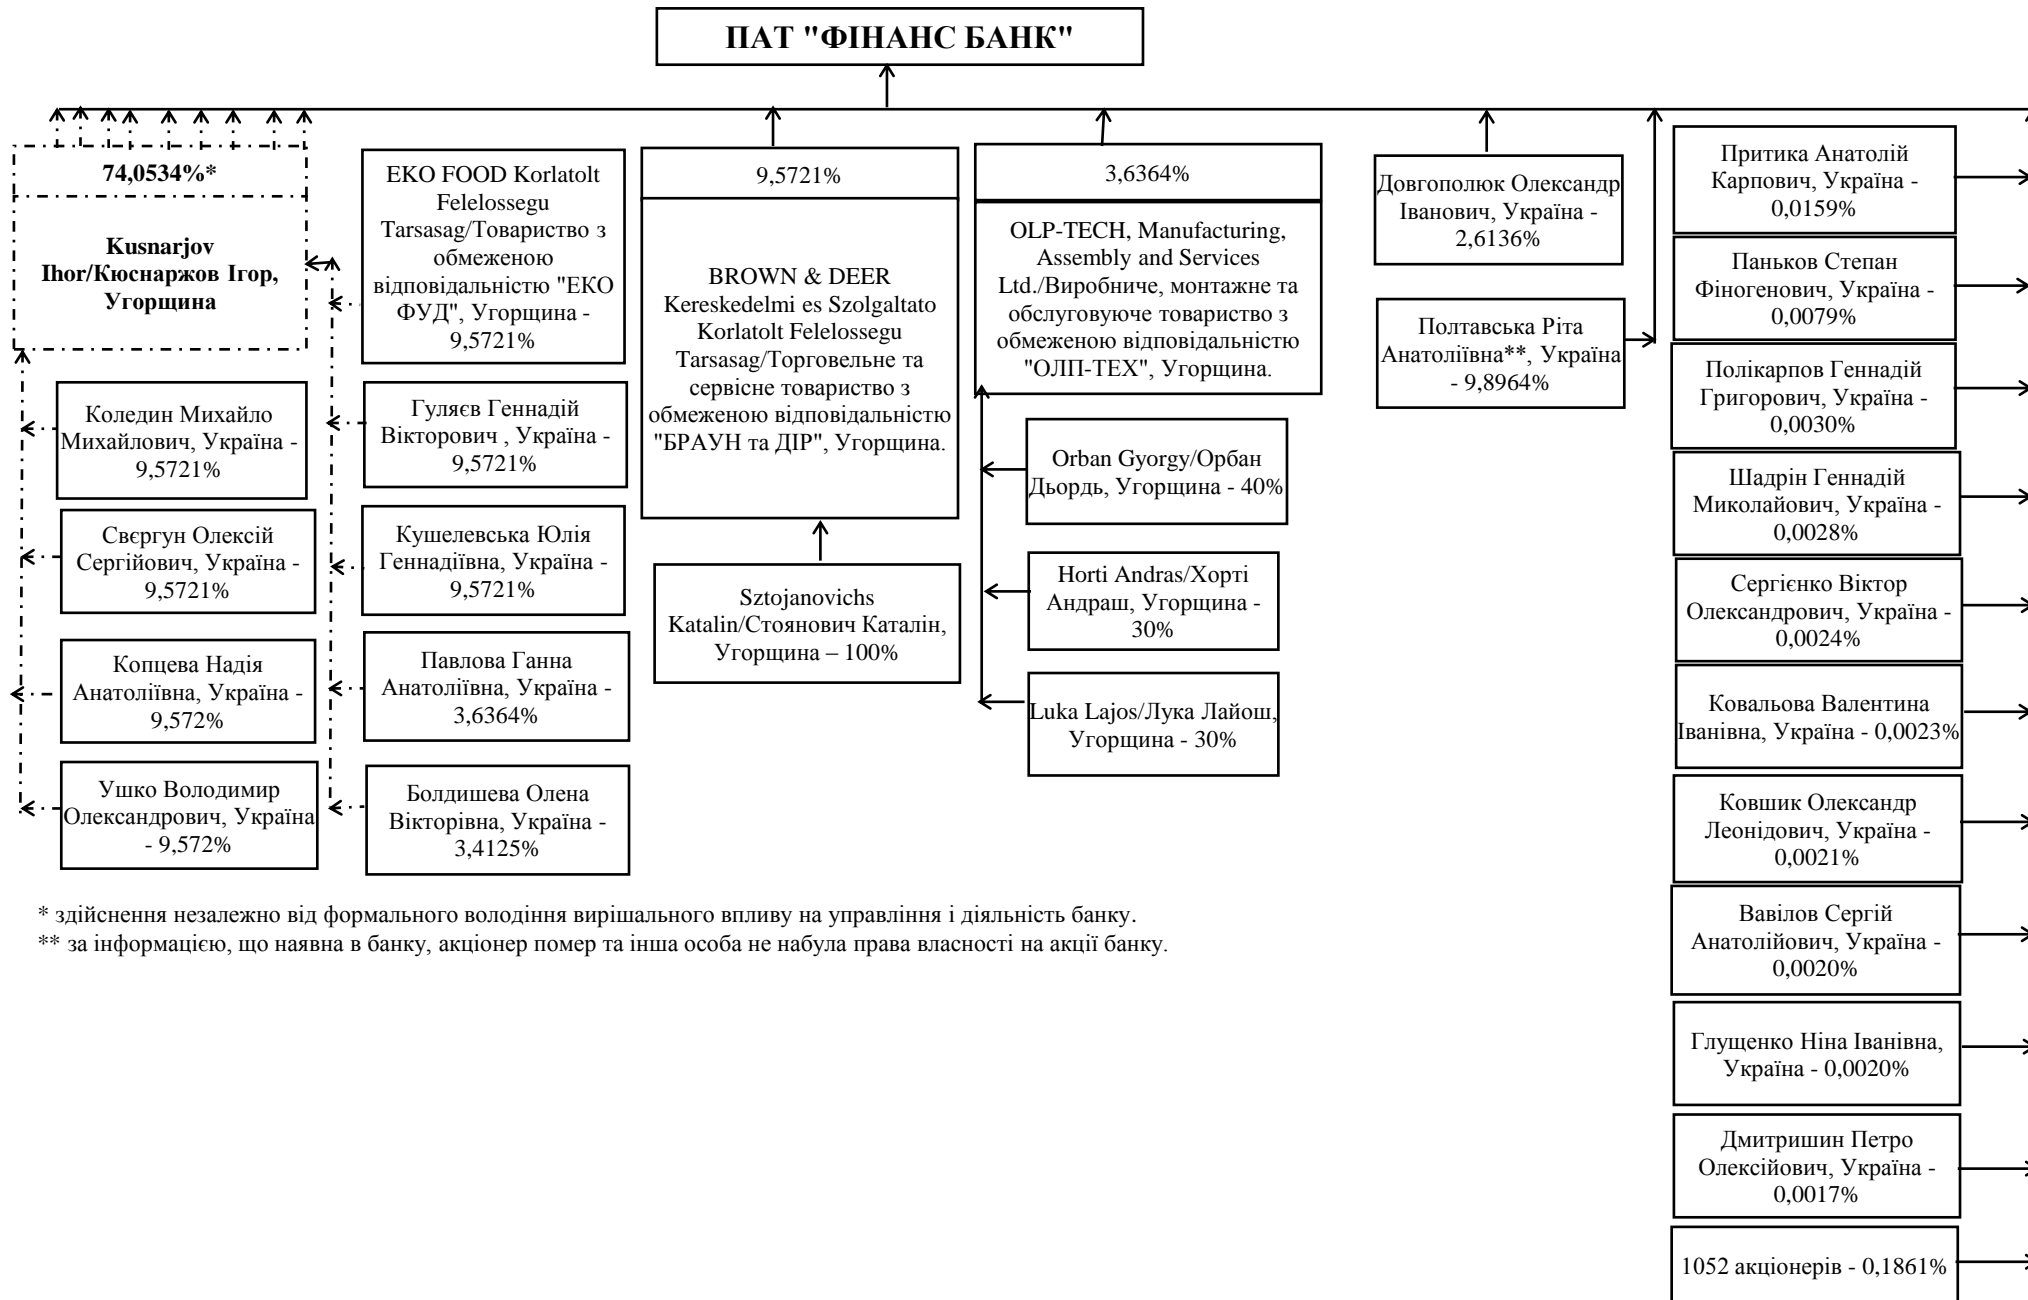 ПАТ "ФІНАНС БАНК"
74,0534%*
Kusnarjov
Ihor/Кюснаржов Ігор,
Угорщина
Коледин Михайло
Михайлович, Україна -
9,5721%
Свєргун Олексій
Сергійович, Україна -
9,5721%
Копцева Надія
Анатоліївна, Україна -
9,572%
Ушко Володимир
Олександрович, Україна
- 9,572%
EKO FOOD Korlatolt
Felelossegu
Tarsasag/Товариство з
обмеженою
відповідальністю "ЕКО
ФУД", Угорщина -
9,5721%
Гуляєв Геннадій
Вікторович , Україна -
9,5721%
Кушелевська Юлія
Геннадіївна, Україна -
9,5721%
Павлова Ганна
Анатоліївна, Україна -
3,6364%
Болдишева Олена
Вікторівна, Україна -
3,4125%
9,5721%
BROWN & DEER
Kereskedelmi es Szolgaltato
Korlatolt Felelossegu
Tarsasag/Торговельне та
сервісне товариство з
обмеженою відповідальністю
"БРАУН та ДІР", Угорщина.
Sztojanovichs
Katalin/Стоянович Каталін,
Угорщина – 100%
3,6364%
OLP-TECH, Manufacturing,
Assembly and Services
Ltd./Виробниче, монтажне та
обслуговуюче товариство з
обмеженою відповідальністю
"ОЛП-ТЕХ", Угорщина.
Orban Gyorgy/Орбан
Дьордь, Угорщина - 40%
Horti Andras/Хорті
Андраш, Угорщина -
30%
Luka Lajos/Лука Лайош,
Угорщина - 30%
Довгополюк Олександр
Іванович, Україна -
2,6136%
Полтавська Ріта
Анатоліївна**, Україна
- 9,8964%
Притика Анатолій
Карпович, Україна -
0,0159%
Паньков Степан
Фіногенович, Україна -
0,0079%
Полікарпов Геннадій
Григорович, Україна -
0,0030%
Шадрін Геннадій
Миколайович, Україна -
0,0028%
Сергієнко Віктор
Олександрович, Україна -
0,0024%
Ковальова Валентина
Іванівна, Україна - 0,0023%
Ковшик Олександр
Леонідович, Україна -
0,0021%
Вавілов Сергій
Анатолійович, Україна -
0,0020%
Глущенко Ніна Іванівна,
Україна - 0,0020%
Дмитришин Петро
Олексійович, Україна -
0,0017%
1052 акціонерів - 0,1861%
* здійснення незалежно від формального володіння вирішального впливу на управління і діяльність банку.
** за інформацією, що наявна в банку, акціонер помер та інша особа не набула права власності на акції банку.